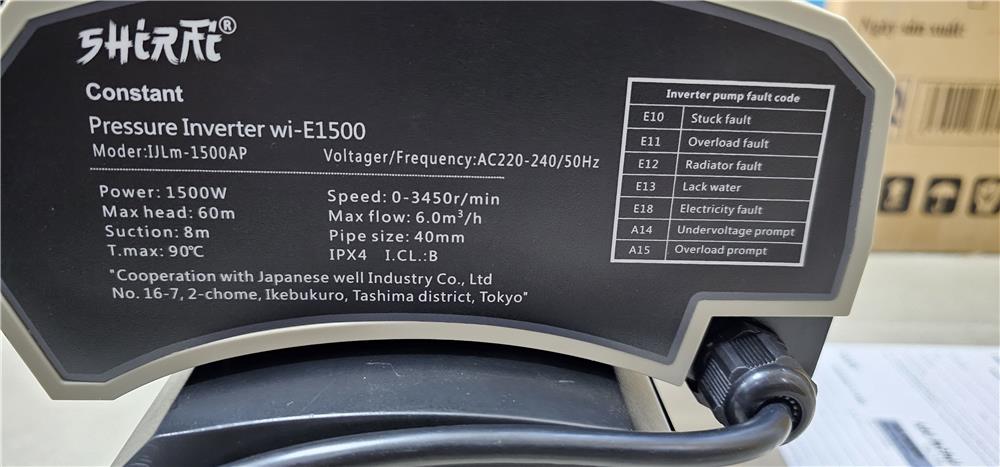 SHIRAI®
Constant
Pressure Inverter wi-E1500
Moder:IJLm-1500AP Voltager/Frequency:AC220-240/50Hz
Power: 1500W Speed: 0-3450r/min
Max head: 60m Max flow: 6.0m³/h
Suction: 8m Pipe size: 40mm
T.max: 90℃ IPX4 I.CL.:B
"Cooperation with Japanese well Industry Co., Ltd
No. 16-7, 2-chome, Ikebukuro, Tashima district, Tokyo"
Inverter pump fault code
E10 Stuck fault
E11 Overload fault
E12 Radiator fault
E13 Lack water
E18 Electricity fault
A14 Undervoltage prompt
A15 Overload prompt
Ngày sản xuất